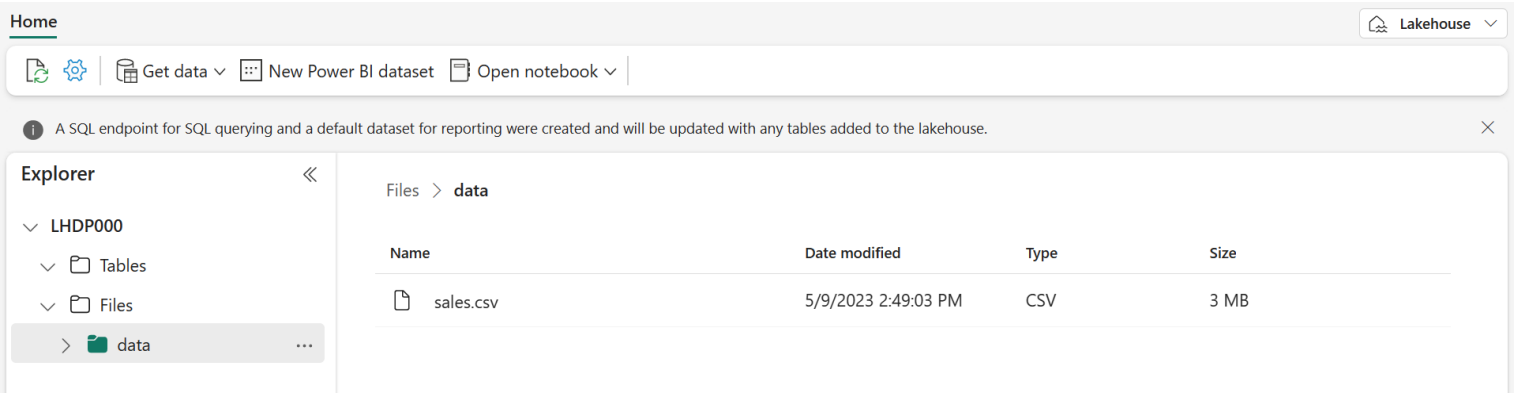 Home
Lakehouse
Get data New Power BI dataset Open notebook
A SQL endpoint for SQL querying and a default dataset for reporting were created and will be updated with any tables added to the lakehouse.
Explorer
LHDP000
Tables
Files
data
Files > data
Name Date modified Type Size
sales.csv 5/9/2023 2:49:03 PM CSV 3 MB